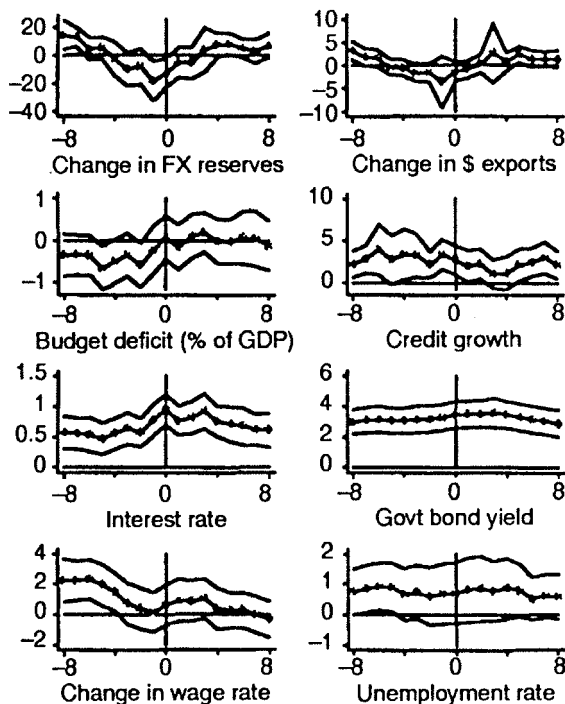 20
0
−20
−40
−8 0 8
Change in FX reserves
10
5
0
−5
−10
−8 0 8
Change in $ exports
1
0
−1
−8 0 8
Budget deficit (% of GDP)
10
5
0
−8 0 8
Credit growth
1.5
1
0.5
0
−8 0 8
Interest rate
6
4
2
0
−8 0 8
Govt bond yield
4
2
0
−2
−8 0 8
Change in wage rate
2
1
0
−1
−8 0 8
Unemployment rate